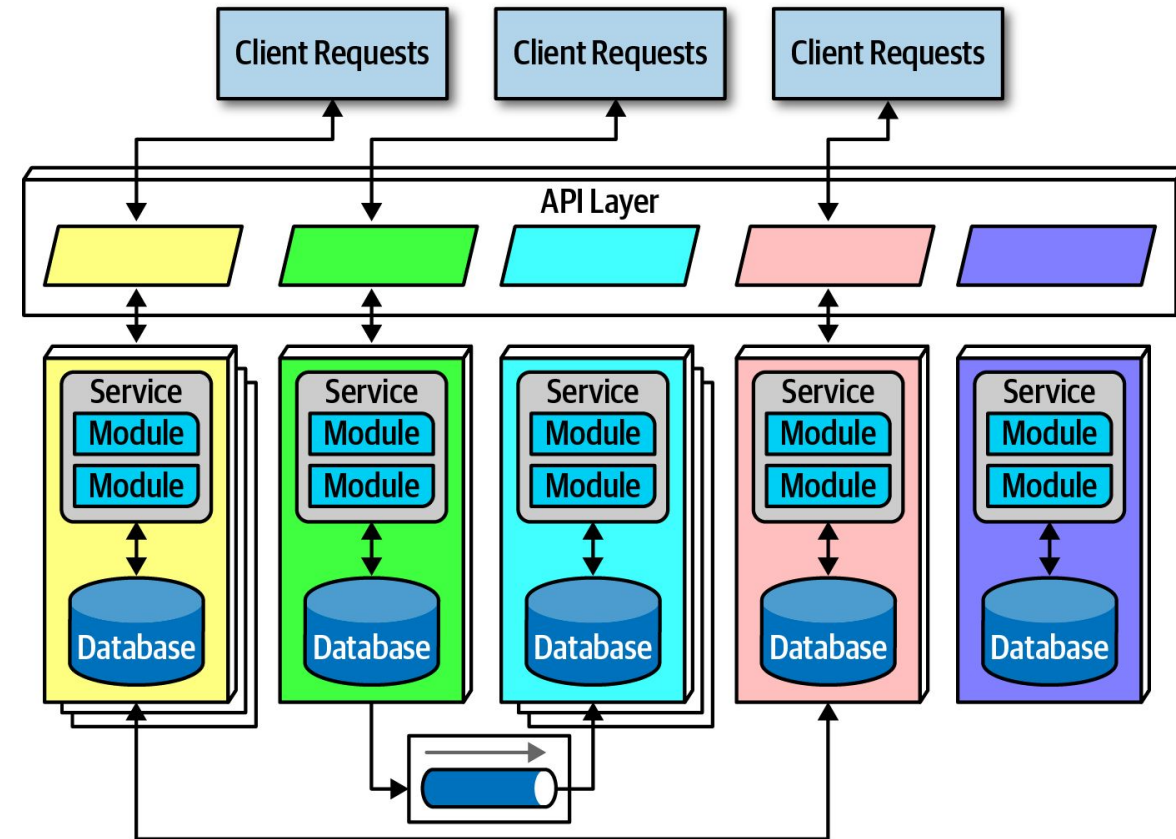 Client Requests
Client Requests
Client Requests
API Layer
Service
Module
Module
Database
Service
Module
Module
Database
Service
Module
Module
Database
Service
Module
Module
Database
Service
Module
Module
Database